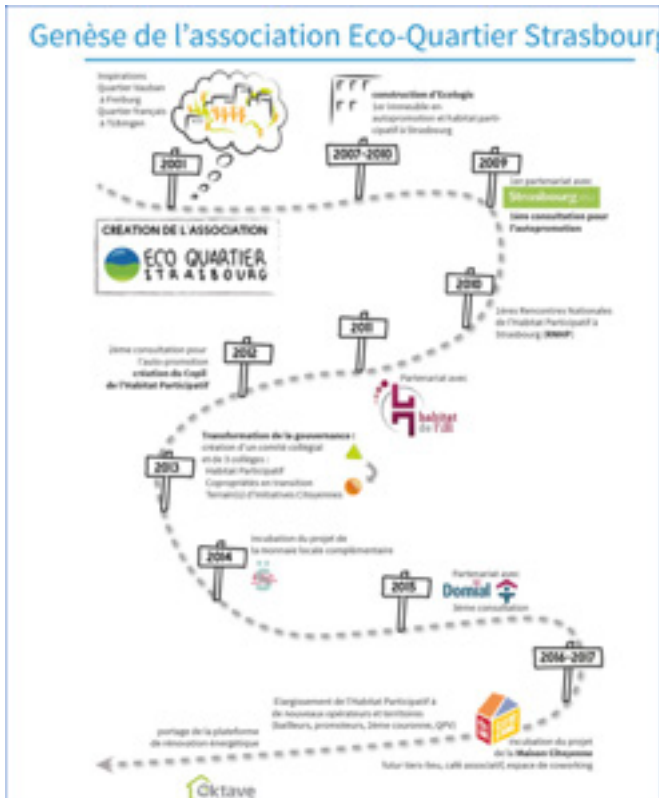 Genèse de l'association Eco-Quartier Strasbourg
Inspirations
Quartier Vauban
à Freiburg
Quartier français
à Tübingen
2001
CREATION DE L'ASSOCIATION
ECO QUARTIER
STRASBOURG
construction d'Ecologis
1er immeuble en
autopromotion et habitat parti-
cipatif à Strasbourg
2007-2010
2009
1er partenariat avec
Strasbourg.eu
1ère consultation pour
l'autopromotion
2010
1ères Rencontres Nationales
de l'Habitat Participatif à
Strasbourg (RNHP)
2011
Partenariat avec
habitat
de l'ill
2012
2ème consultation pour
l'auto-promotion
création du Copil
de l'Habitat Participatif
2013
Transformation de la gouvernance :
création d'un comité collégial
et de 3 collèges :
Habitat Participatif
Copropriétés en transition
Terrain(s) d'Initiatives Citoyennes
2014
Incubation du projet de
la monnaie locale complémentaire
2015
Partenariat avec
Domial
3ème consultation
2016-2017
Elargissement de l'Habitat Participatif à
de nouveaux opérateurs et territoires
(bailleurs, promoteurs, 2ème couronne, QPV)
incubation du projet
de la Maison Citoyenne
futur tiers-lieu, café associatif, espace de coworking
portage de la plateforme
de rénovation énergétique
Oktave